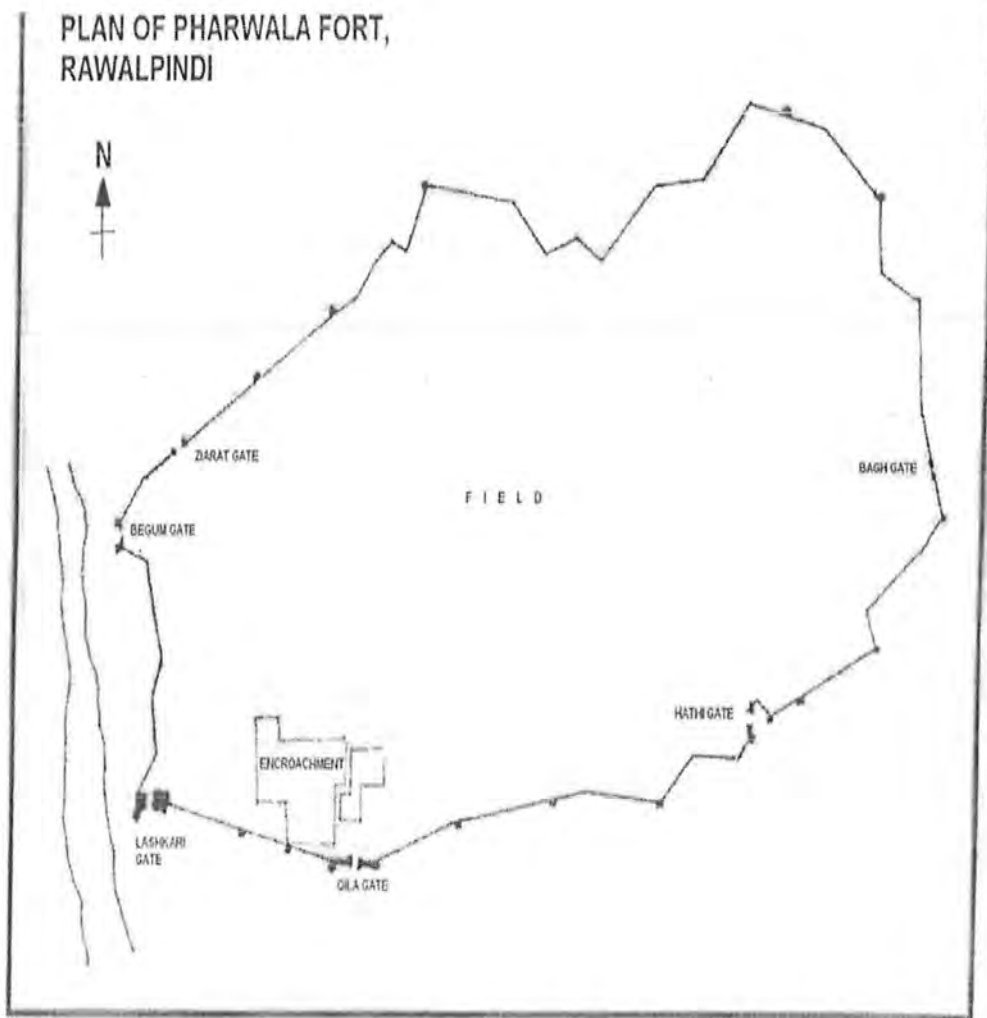 PLAN OF PHARWALA FORT,
RAWALPINDI
N
ZIARAT GATE
BAGH GATE
F I E L D
BEGUM GATE
HATHI GATE
ENCROACHMENT
LASHKARI
GATE
QILA GATE